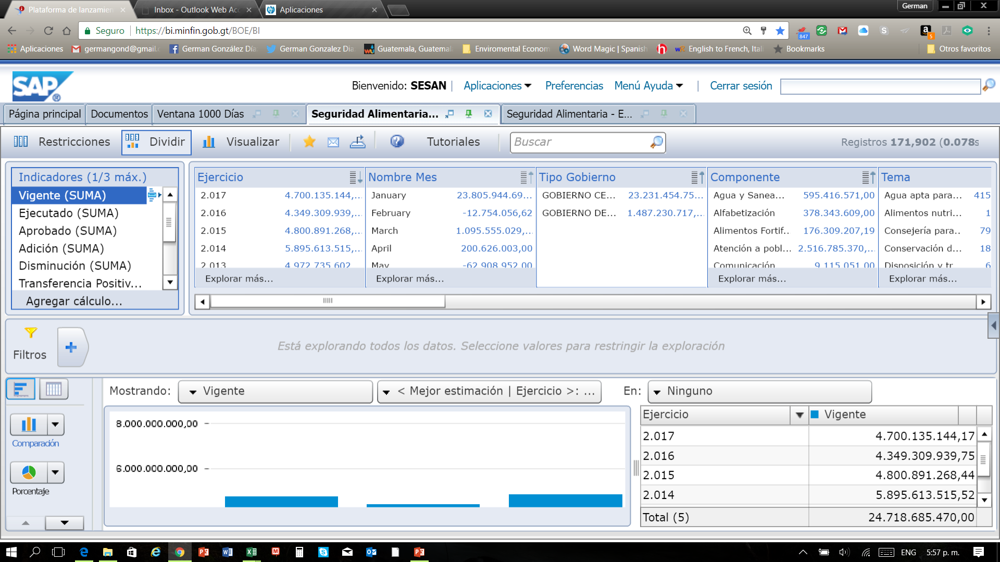 Plataforma de lanzamien
Inbox - Outlook Web Acc
Aplicaciones
German
Seguro
https://bi.minfin.gob.gt/BOE/BI
847
5
Aplicaciones
germangond@gmail.c
German González Día
German Gonzalez Dia
Guatemala, Guatemal
Enviromental Econom
Word Magic | Spanish
English to French, Itali
Bookmarks
Otros favoritos
SAP
Bienvenido: SESAN
Aplicaciones
Preferencias
Menú Ayuda
Cerrar sesión
Página principal
Documentos
Ventana 1000 Días
Seguridad Alimentaria...
Seguridad Alimentaria - E...
Restricciones
Dividir
Visualizar
Tutoriales
Buscar
Registros 171,902 (0.078s
Indicadores (1/3 máx.)
Vigente (SUMA)
Ejecutado (SUMA)
Aprobado (SUMA)
Adición (SUMA)
Disminución (SUMA)
Transferencia Positiv...
Agregar cálculo...
Ejercicio
2.017 4.700.135.144,...
2.016 4.349.309.939,...
2.015 4.800.891.268,...
2.014 5.895.613.515,...
2.013 4.972.735.602
Explorar más...
Nombre Mes
January 23.805.944.69...
February -12.754.056,62
March 1.095.555.029,...
April 200.626.003,00
May -62.908.952,00
Explorar más...
Tipo Gobierno
GOBIERNO CE... 23.231.454.75...
GOBIERNO DE... 1.487.230.717,...
Componente
Agua y Sanea... 595.416.571,00
Alfabetización 378.343.609,00
Alimentos Fortif.. 176.309.207,19
Atención a pobl... 2.516.785.370,...
Comunicación 9.115.051,00
Explorar más...
Tema
Agua apta para... 415
Alimentos nutri... 1
Consejería para.. 79
Conservación d... 18
Disposición y tr 6
Explorar más...
Filtros
Está explorando todos los datos. Seleccione valores para restringir la exploración
Mostrando:
Vigente
< Mejor estimación | Ejercicio >: ...
En:
Ninguno
Comparación
Porcentaje
8.000.000.000,00
6.000.000.000,00
Ejercicio Vigente
2.017 4.700.135.144,17
2.016 4.349.309.939,75
2.015 4.800.891.268,44
2.014 5.895.613.515,52
Total (5) 24.718.685.470,00
ENG
5:57 p. m.